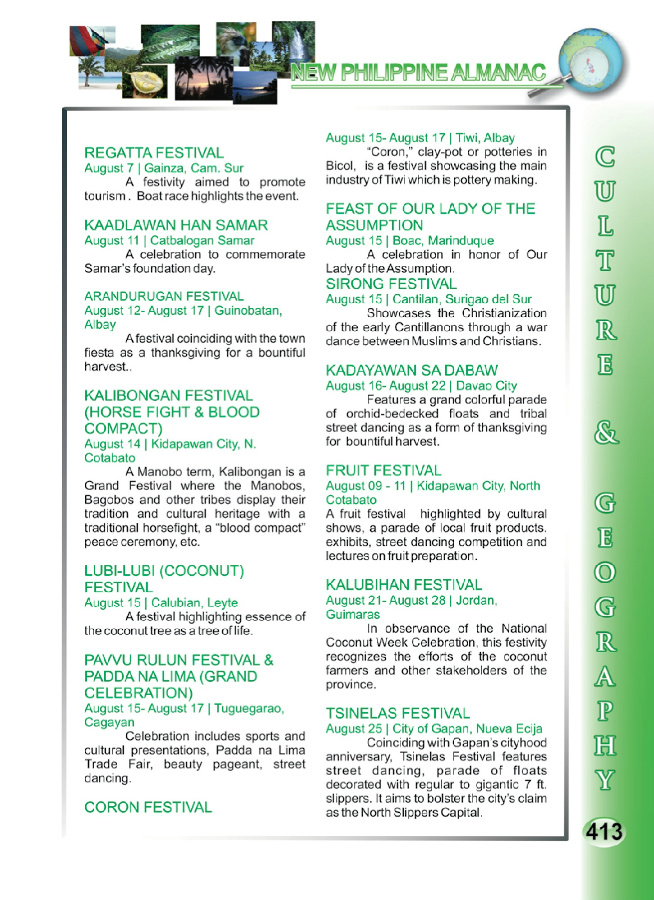 NEW PHILIPPINE ALMANAC
REGATTA FESTIVAL
August 7 | Gainza, Cam. Sur
A festivity aimed to promote
tourism . Boat race highlights the event.
KAADLAWAN HAN SAMAR
August 11 | Catbalogan Samar
A celebration to commemorate
Samar's foundation day.
ARANDURUGAN FESTIVAL
August 12- August 17 | Guinobatan,
Albay
A festival coinciding with the town
fiesta as a thanksgiving for a bountiful
harvest..
KALIBONGAN FESTIVAL
(HORSE FIGHT & BLOOD
COMPACT)
August 14 | Kidapawan City, N.
Cotabato
A Manobo term, Kalibongan is a
Grand Festival where the Manobos,
Bagobos and other tribes display their
tradition and cultural heritage with a
traditional horsefight, a "blood compact"
peace ceremony, etc.
LUBI-LUBI (COCONUT)
FESTIVAL
August 15 | Calubian, Leyte
A festival highlighting essence of
the coconut tree as a tree of life.
PAVVU RULUN FESTIVAL &
PADDA NA LIMA (GRAND
CELEBRATION)
August 15- August 17 | Tuguegarao,
Cagayan
Celebration includes sports and
cultural presentations, Padda na Lima
Trade Fair, beauty pageant, street
dancing.
CORON FESTIVAL
August 15- August 17 | Tiwi, Albay
"Coron," clay-pot or potteries in
Bicol, is a festival showcasing the main
industry of Tiwi which is pottery making.
FEAST OF OUR LADY OF THE
ASSUMPTION
August 15 | Boac, Marinduque
A celebration in honor of Our
Lady of the Assumption.
SIRONG FESTIVAL
August 15 | Cantilan, Surigao del Sur
Showcases the Christianization
of the early Cantillanons through a war
dance between Muslims and Christians.
KADAYAWAN SA DABAW
August 16- August 22 | Davao City
Features a grand colorful parade
of orchid-bedecked floats and tribal
street dancing as a form of thanksgiving
for bountiful harvest.
FRUIT FESTIVAL
August 09 - 11 | Kidapawan City, North
Cotabato
A fruit festival highlighted by cultural
shows, a parade of local fruit products.
exhibits, street dancing competition and
lectures on fruit preparation.
KALUBIHAN FESTIVAL
August 21- August 28 | Jordan,
Guimaras
In observance of the National
Coconut Week Celebration, this festivity
recognizes the efforts of the coconut
farmers and other stakeholders of the
province.
TSINELAS FESTIVAL
August 25 | City of Gapan, Nueva Ecija
Coinciding with Gapan's cityhood
anniversary, Tsinelas Festival features
street dancing, parade of floats
decorated with regular to gigantic 7 ft.
slippers. It aims to bolster the city's claim
as the North Slippers Capital.
CULTURE & GEOGRAPHY
413